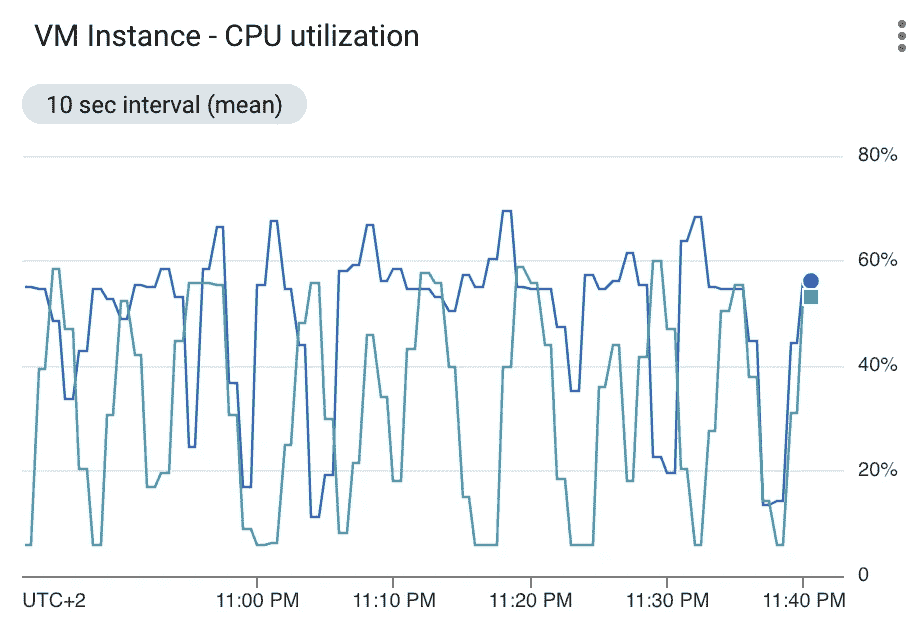 VM Instance - CPU utilization
10 sec interval (mean)
80%
60%
40%
20%
0
UTC+2 11:00 PM 11:10 PM 11:20 PM 11:30 PM 11:40 PM